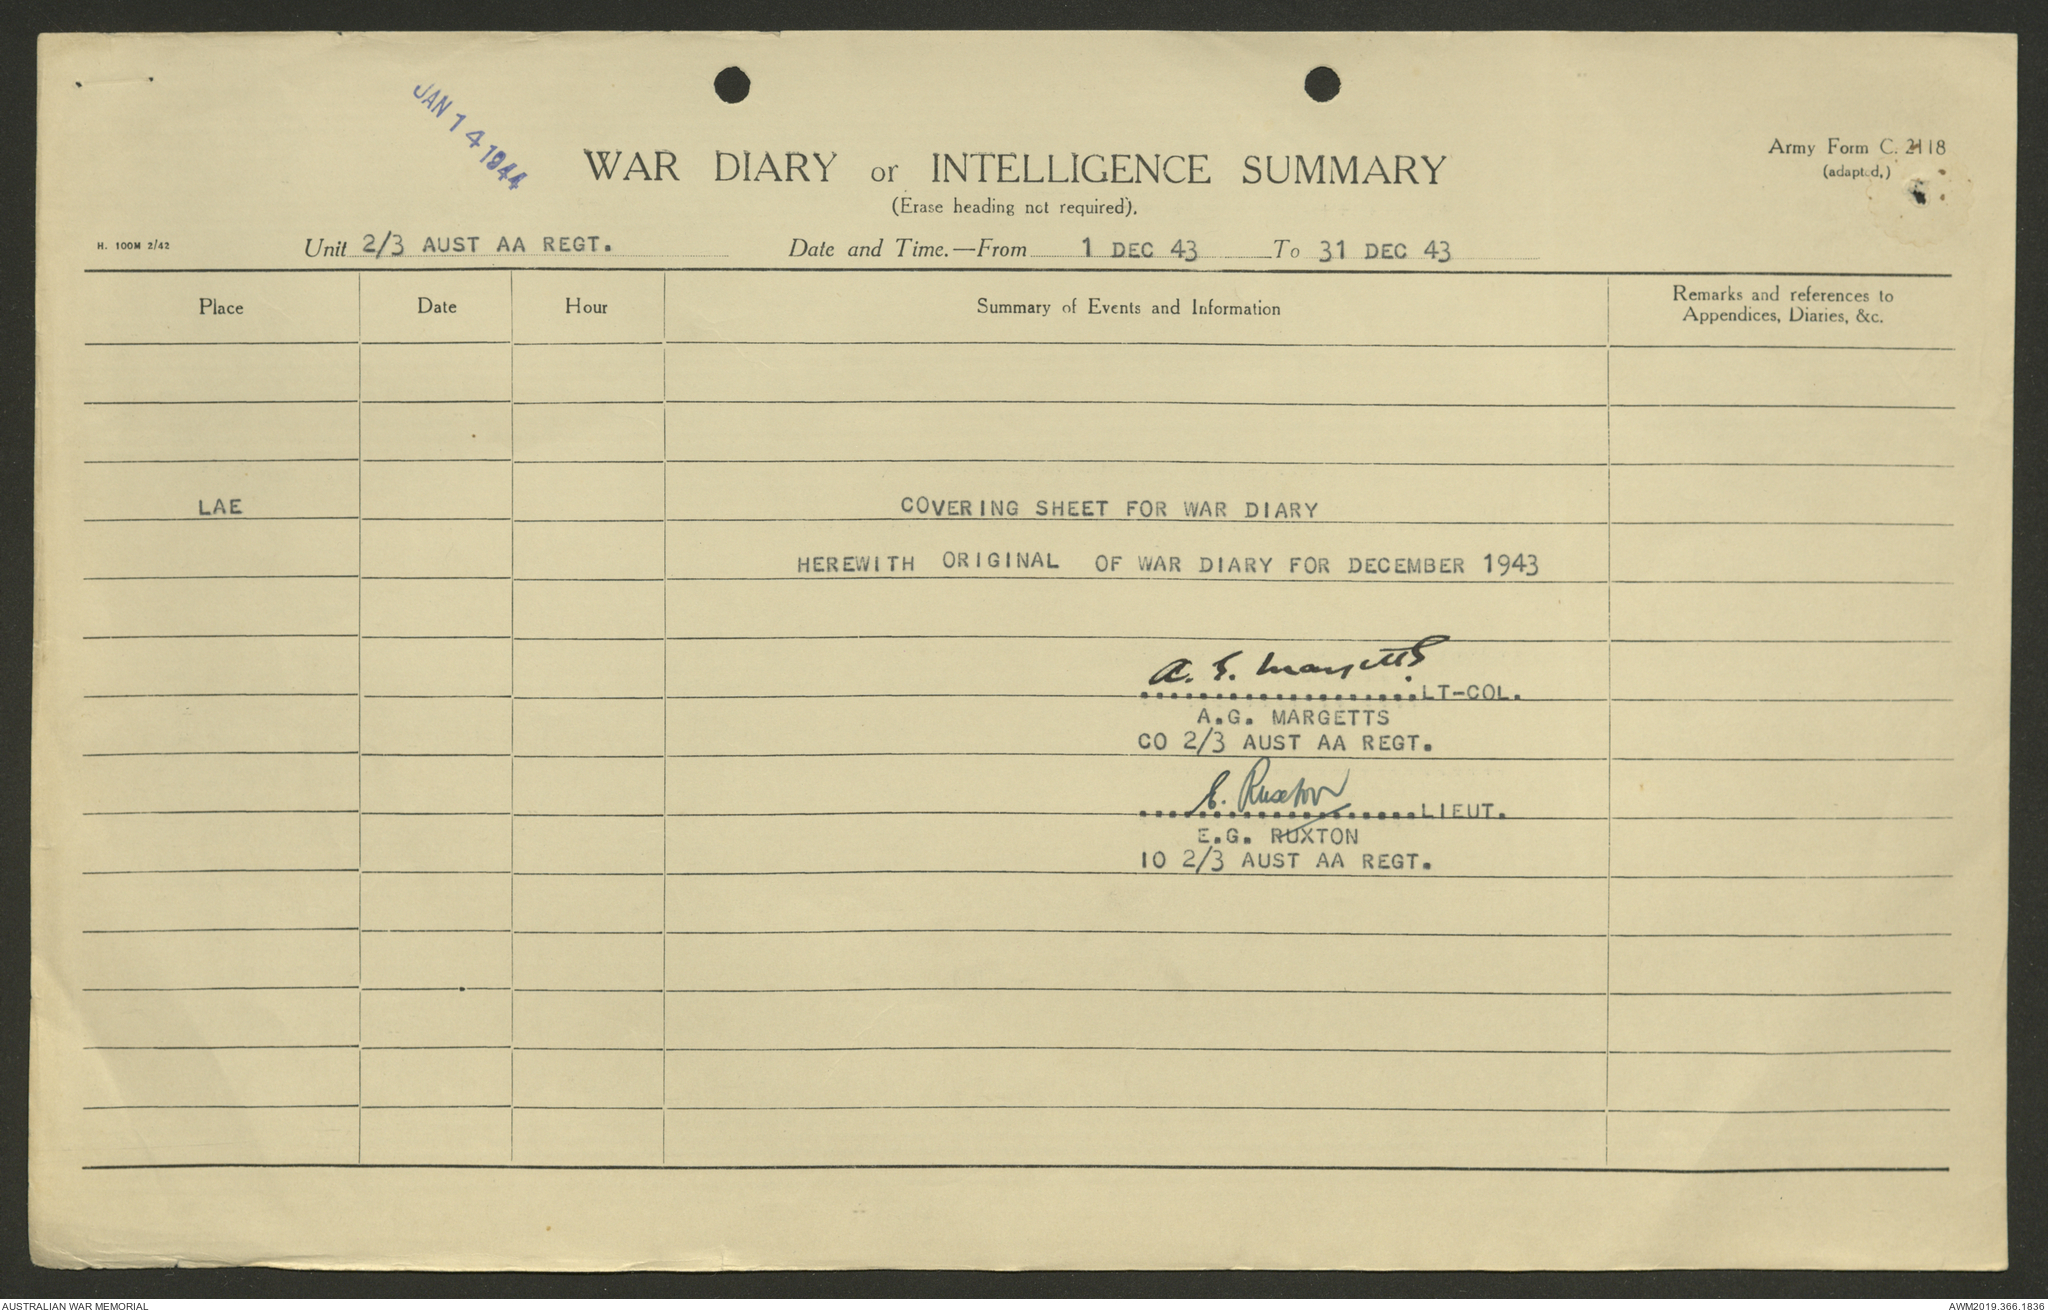 JAN 14 1944
WAR DIARY or INTELLIGENCE SUMMARY
Army Form C. 2118
(adapted.)
(Erase heading not required).
H. 100M 2/42
Unit 2/3 AUST AA REGT. Date and Time.—From 1 DEC 43 To 31 DEC 43
Place Date Hour Summary of Events and Information Remarks and references to
Appendices, Diaries, &c.
LAE COVERING SHEET FOR WAR DIARY
HEREWITH ORIGINAL OF WAR DIARY FOR DECEMBER 1943
A. G. Margetts
....................LT-COL.
A.G. MARGETTS
CO 2/3 AUST AA REGT.
E. Ruxton
....................LIEUT.
E.G. RUXTON
IO 2/3 AUST AA REGT.
AUSTRALIAN WAR MEMORIAL
AWM2019.366.1836